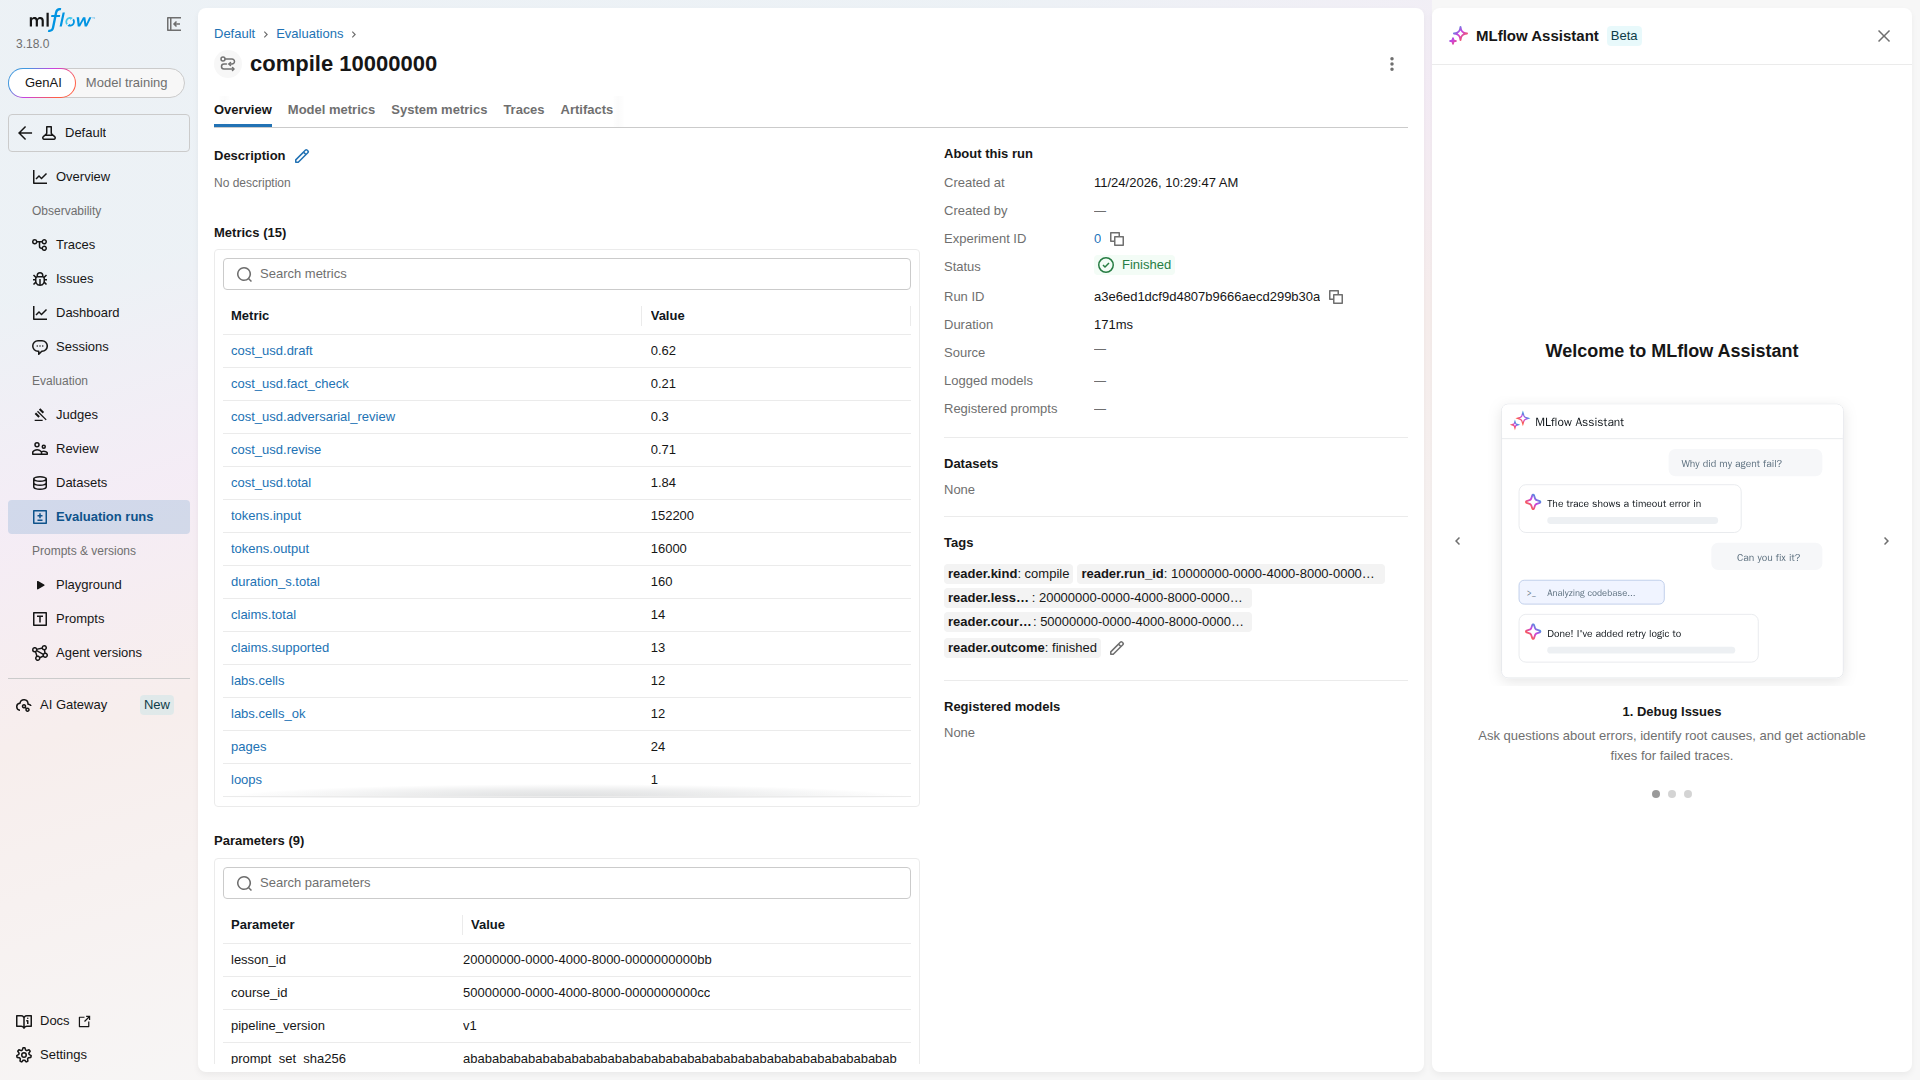 mlflow
3.18.0
GenAI
Model training
Default
Overview
Observability
Traces
Issues
Dashboard
Sessions
Evaluation
Judges
Review
Datasets
Evaluation runs
Prompts & versions
Playground
Prompts
Agent versions
AI Gateway New
Docs
Settings
Default › Evaluations ›
compile 10000000
Overview Model metrics System metrics Traces Artifacts
Description
No description
Metrics (15)
Search metrics
Metric Value
cost_usd.draft 0.62
cost_usd.fact_check 0.21
cost_usd.adversarial_review 0.3
cost_usd.revise 0.71
cost_usd.total 1.84
tokens.input 152200
tokens.output 16000
duration_s.total 160
claims.total 14
claims.supported 13
labs.cells 12
labs.cells_ok 12
pages 24
loops 1
Parameters (9)
Search parameters
Parameter Value
lesson_id 20000000-0000-4000-8000-0000000000bb
course_id 50000000-0000-4000-8000-0000000000cc
pipeline_version v1
prompt_set_sha256 abababababababababababababababababababababababababababababab
About this run
Created at 11/24/2026, 10:29:47 AM
Created by —
Experiment ID 0
Status Finished
Run ID a3e6ed1dcf9d4807b9666aecd299b30a
Duration 171ms
Source —
Logged models —
Registered prompts —
Datasets
None
Tags
reader.kind: compile reader.run_id: 10000000-0000-4000-8000-0000…
reader.less… : 20000000-0000-4000-8000-0000…
reader.cour… : 50000000-0000-4000-8000-0000…
reader.outcome: finished
Registered models
None
MLflow Assistant Beta
Welcome to MLflow Assistant
MLflow Assistant
Why did my agent fail?
The trace shows a timeout error in
Can you fix it?
>_ Analyzing codebase...
Done! I've added retry logic to
1. Debug Issues
Ask questions about errors, identify root causes, and get actionable
fixes for failed traces.